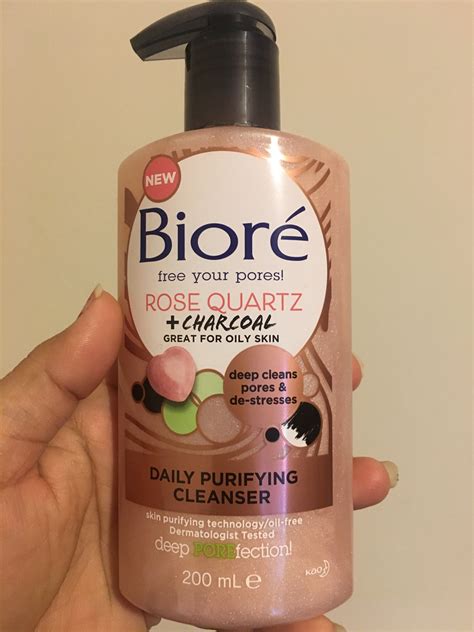 NEW
Bioré
free your pores!
ROSE QUARTZ
+CHARCOAL
GREAT FOR OILY SKIN
deep cleans
pores &
de-stresses
DAILY PURIFYING
CLEANSER
skin purifying technology/oil-free
Dermatologist Tested
deep POREfection!
200 mL ℮
Kao